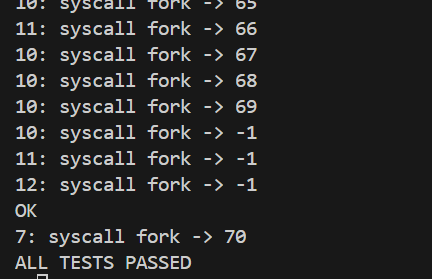 10: syscall fork -> 65
11: syscall fork -> 66
10: syscall fork -> 67
10: syscall fork -> 68
10: syscall fork -> 69
10: syscall fork -> -1
11: syscall fork -> -1
12: syscall fork -> -1
OK
7: syscall fork -> 70
ALL TESTS PASSED